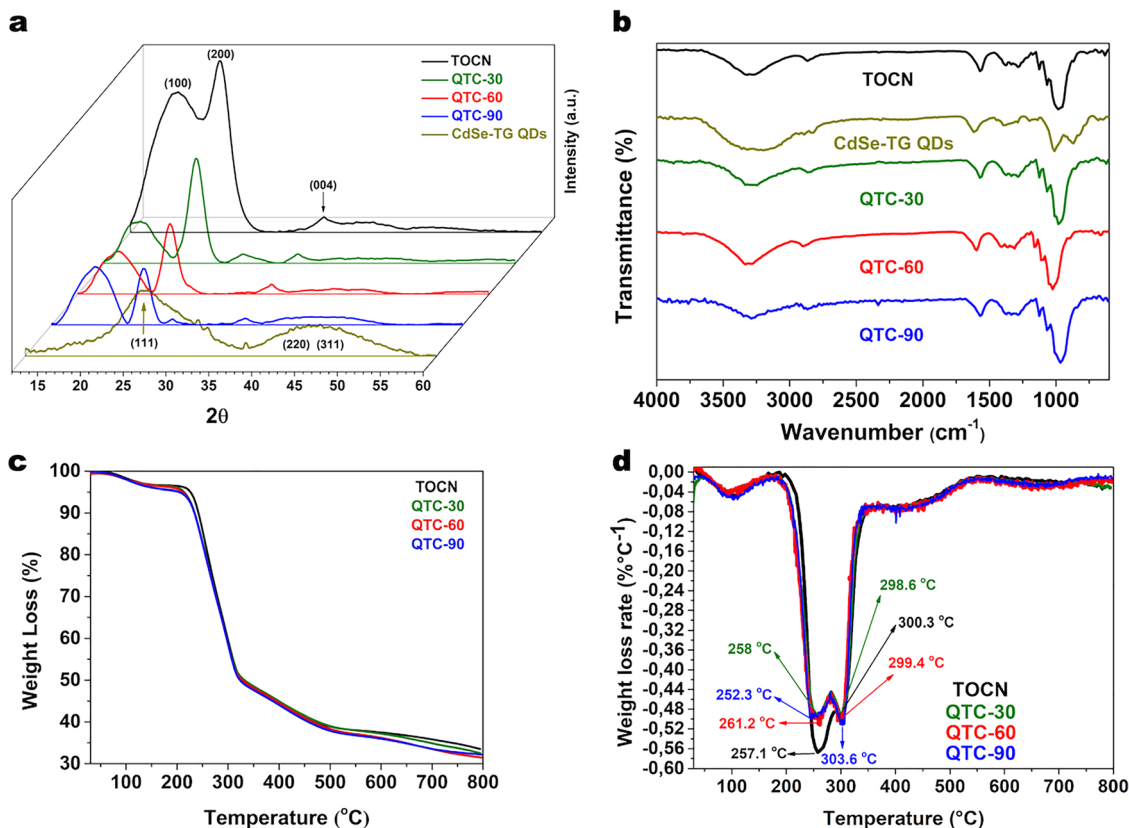 a
(200)
(100)
TOCN
QTC-30
QTC-60
QTC-90
CdSe-TG QDs
Intensity (a.u.)
(004)
(111)
(220) (311)
15 20 25 30 35 40 45 50 55 60
2θ
b
TOCN
CdSe-TG QDs
QTC-30
QTC-60
QTC-90
Transmittance (%)
4000 3500 3000 2500 2000 1500 1000
Wavenumber (cm⁻¹)
c
TOCN
QTC-30
QTC-60
QTC-90
Weight Loss (%)
100
90
80
70
60
50
40
30
100 200 300 400 500 600 700 800
Temperature (°C)
d
Weight loss rate (%°C⁻¹)
0,00
-0,04
-0,08
-0,12
-0,16
-0,20
-0,24
-0,28
-0,32
-0,36
-0,40
-0,44
-0,48
-0,52
-0,56
-0,60
298.6 °C
300.3 °C
258 °C
299.4 °C
252.3 °C
261.2 °C
257.1 °C
303.6 °C
TOCN
QTC-30
QTC-60
QTC-90
100 200 300 400 500 600 700 800
Temperature (°C)